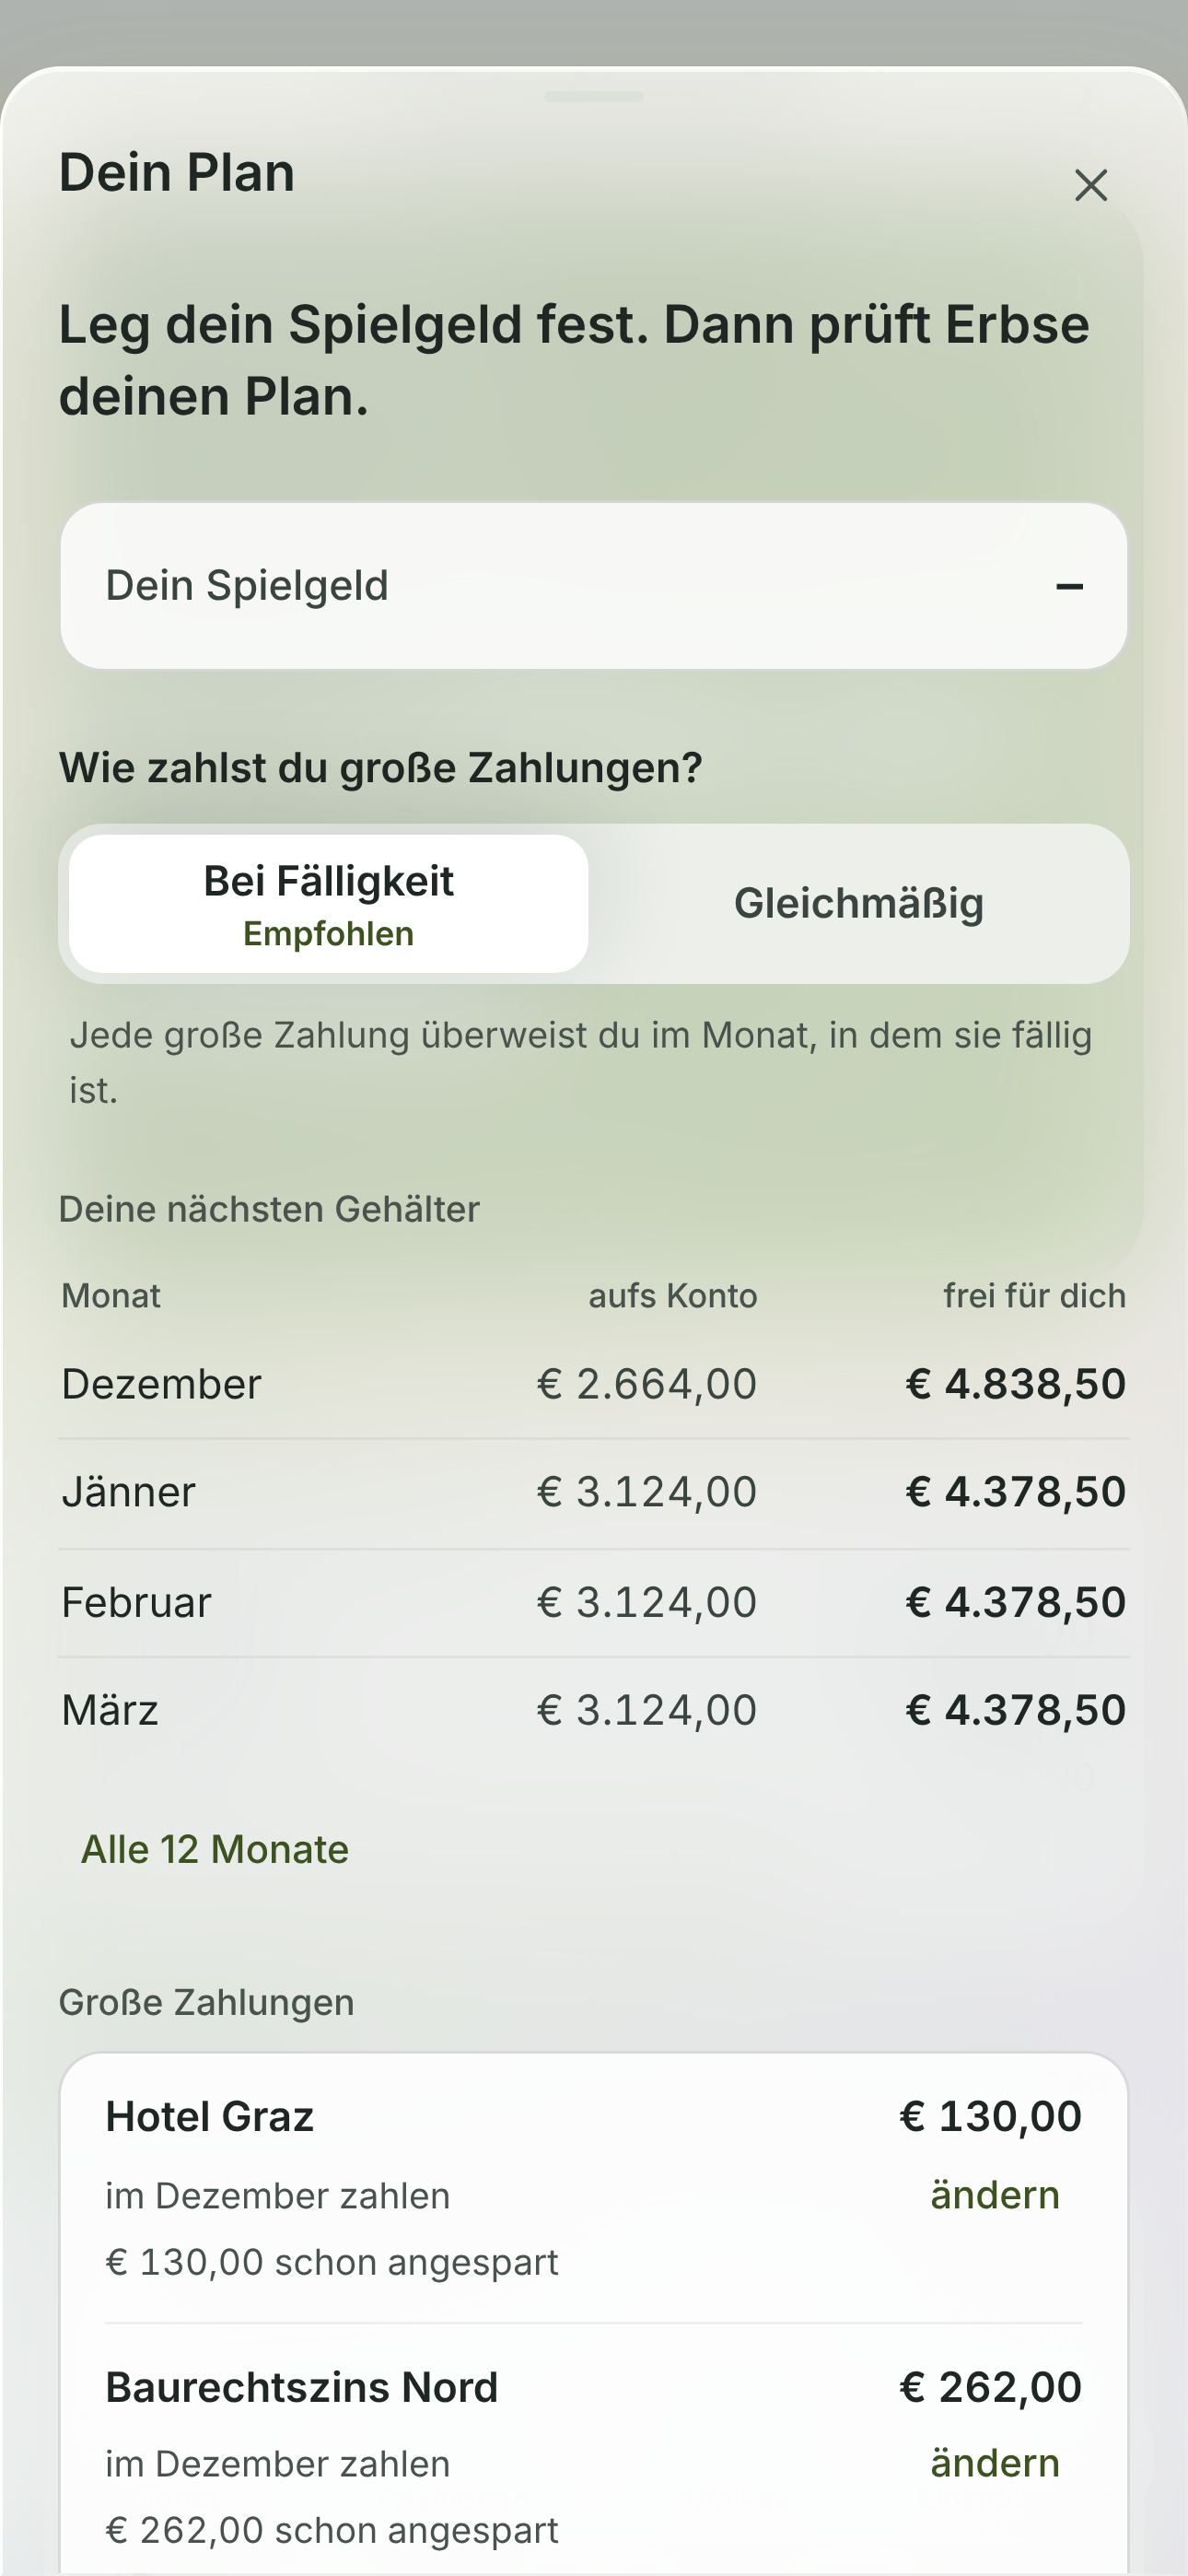 Dein Plan
Leg dein Spielgeld fest. Dann prüft Erbse
deinen Plan.
Dein Spielgeld –
Wie zahlst du große Zahlungen?
Bei Fälligkeit
Empfohlen
Gleichmäßig
Jede große Zahlung überweist du im Monat, in dem sie fällig
ist.
Deine nächsten Gehälter
Monat aufs Konto frei für dich
Dezember € 2.664,00 € 4.838,50
Jänner € 3.124,00 € 4.378,50
Februar € 3.124,00 € 4.378,50
März € 3.124,00 € 4.378,50
Alle 12 Monate
Große Zahlungen
Hotel Graz € 130,00
im Dezember zahlen ändern
€ 130,00 schon angespart
Baurechtszins Nord € 262,00
im Dezember zahlen ändern
€ 262,00 schon angespart